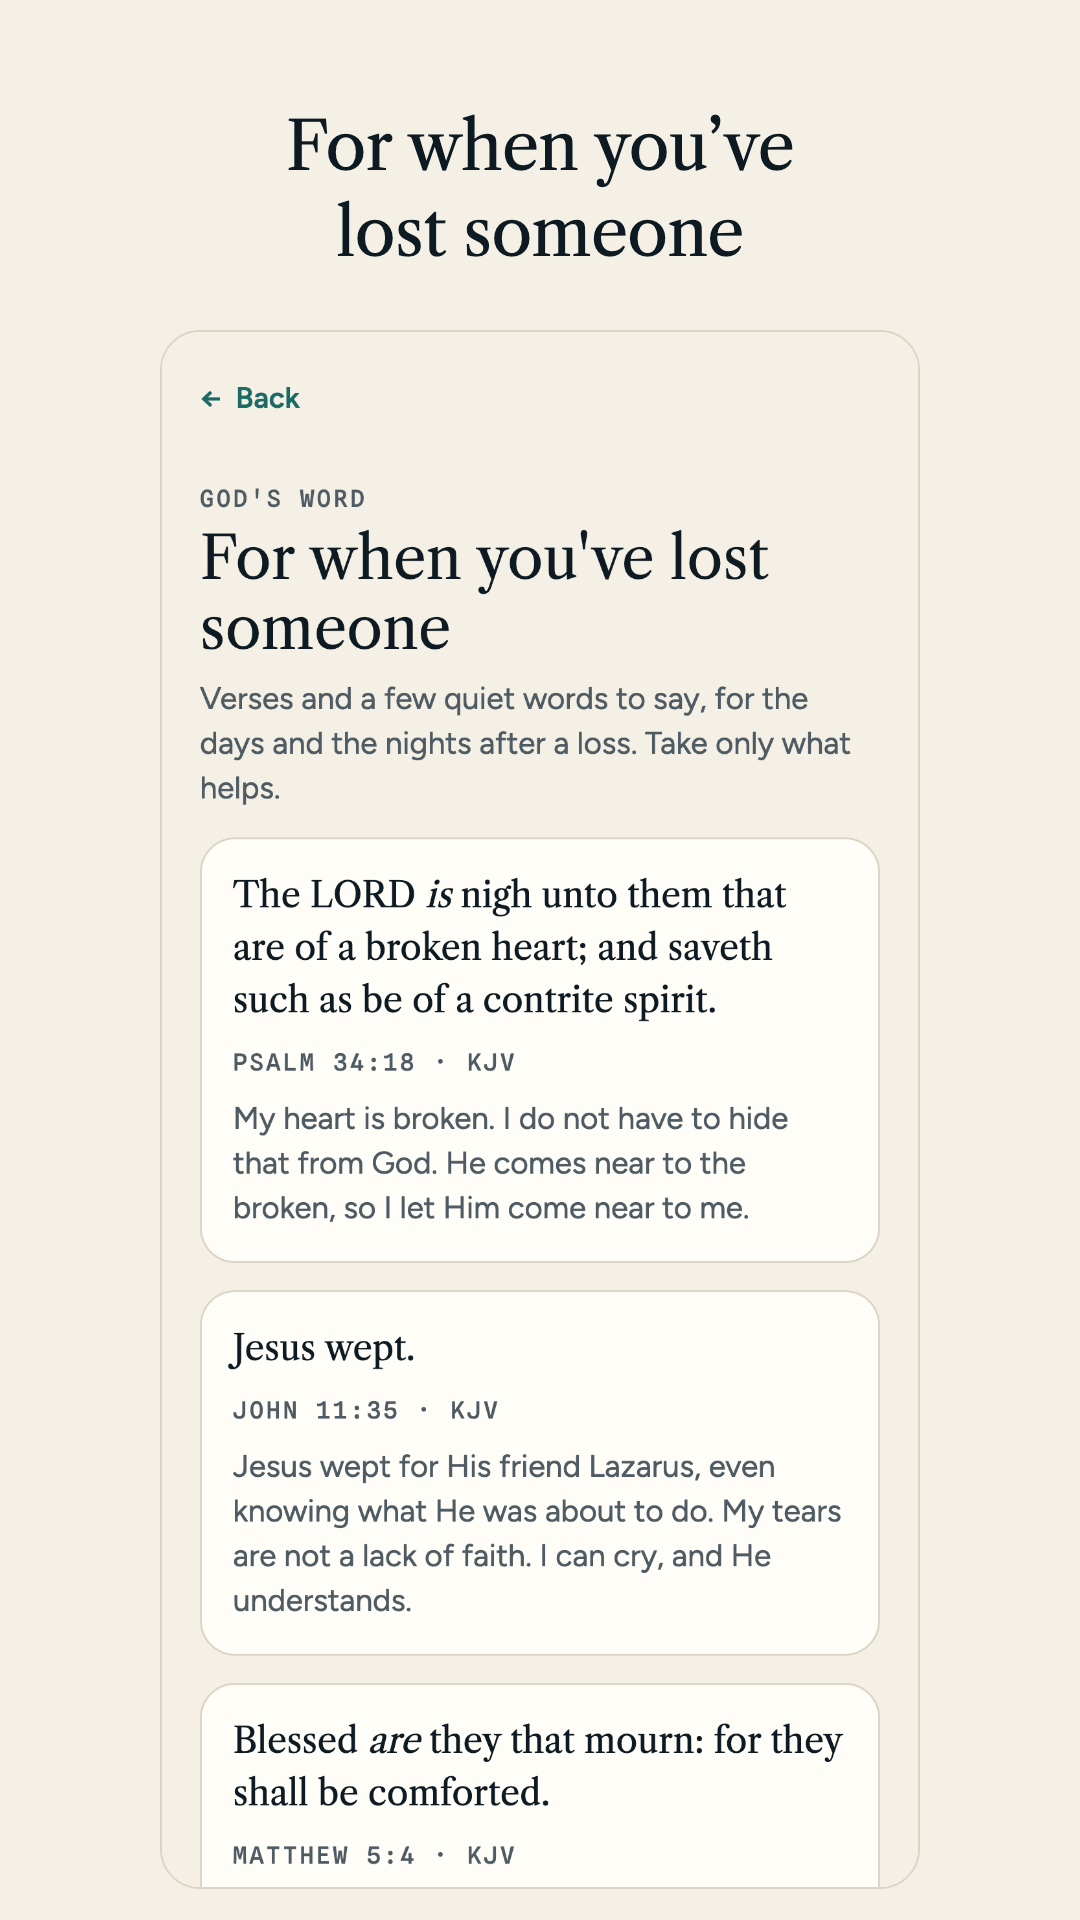 For when you’ve
lost someone
← Back
GOD'S WORD
For when you've lost
someone
Verses and a few quiet words to say, for the
days and the nights after a loss. Take only what
helps.
The LORD is nigh unto them that
are of a broken heart; and saveth
such as be of a contrite spirit.
PSALM 34:18 · KJV
My heart is broken. I do not have to hide
that from God. He comes near to the
broken, so I let Him come near to me.
Jesus wept.
JOHN 11:35 · KJV
Jesus wept for His friend Lazarus, even
knowing what He was about to do. My tears
are not a lack of faith. I can cry, and He
understands.
Blessed are they that mourn: for they
shall be comforted.
MATTHEW 5:4 · KJV